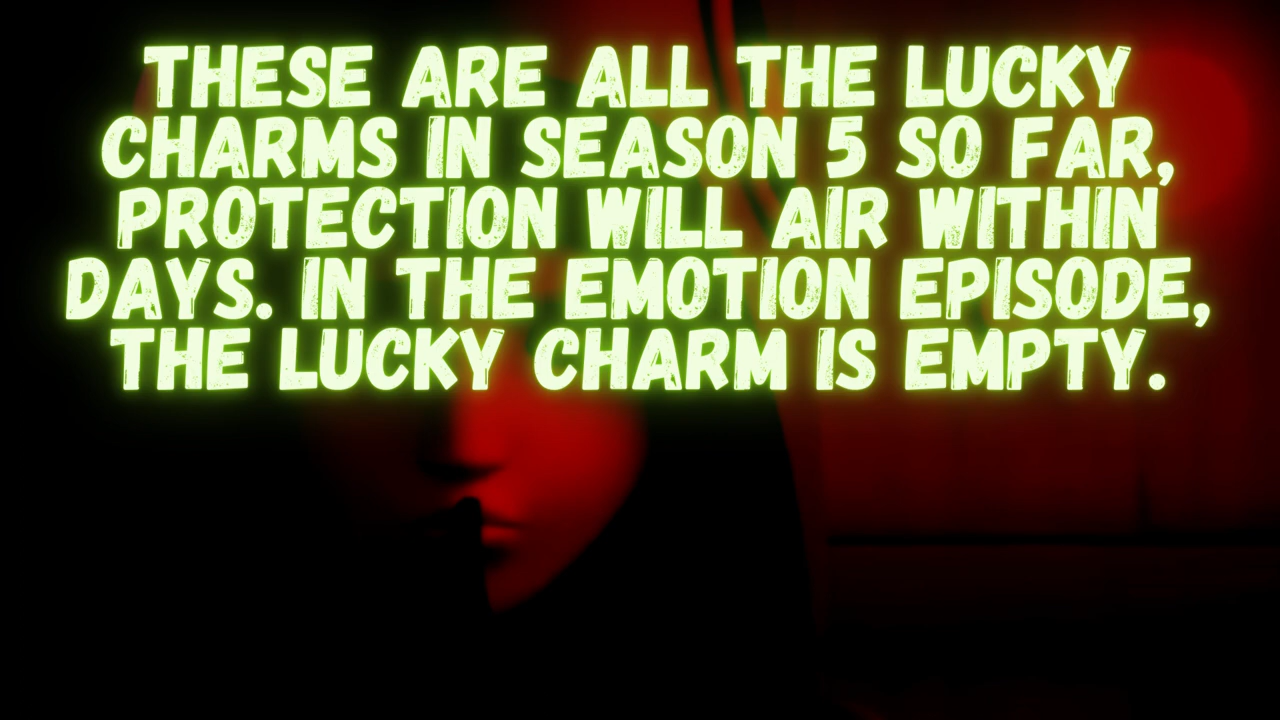 THESE ARE ALL THE LUCKY
CHARMS IN SEASON 5 SO FAR,
PROTECTION WILL AIR WITHIN
DAYS. IN THE EMOTION EPISODE,
THE LUCKY CHARM IS EMPTY.